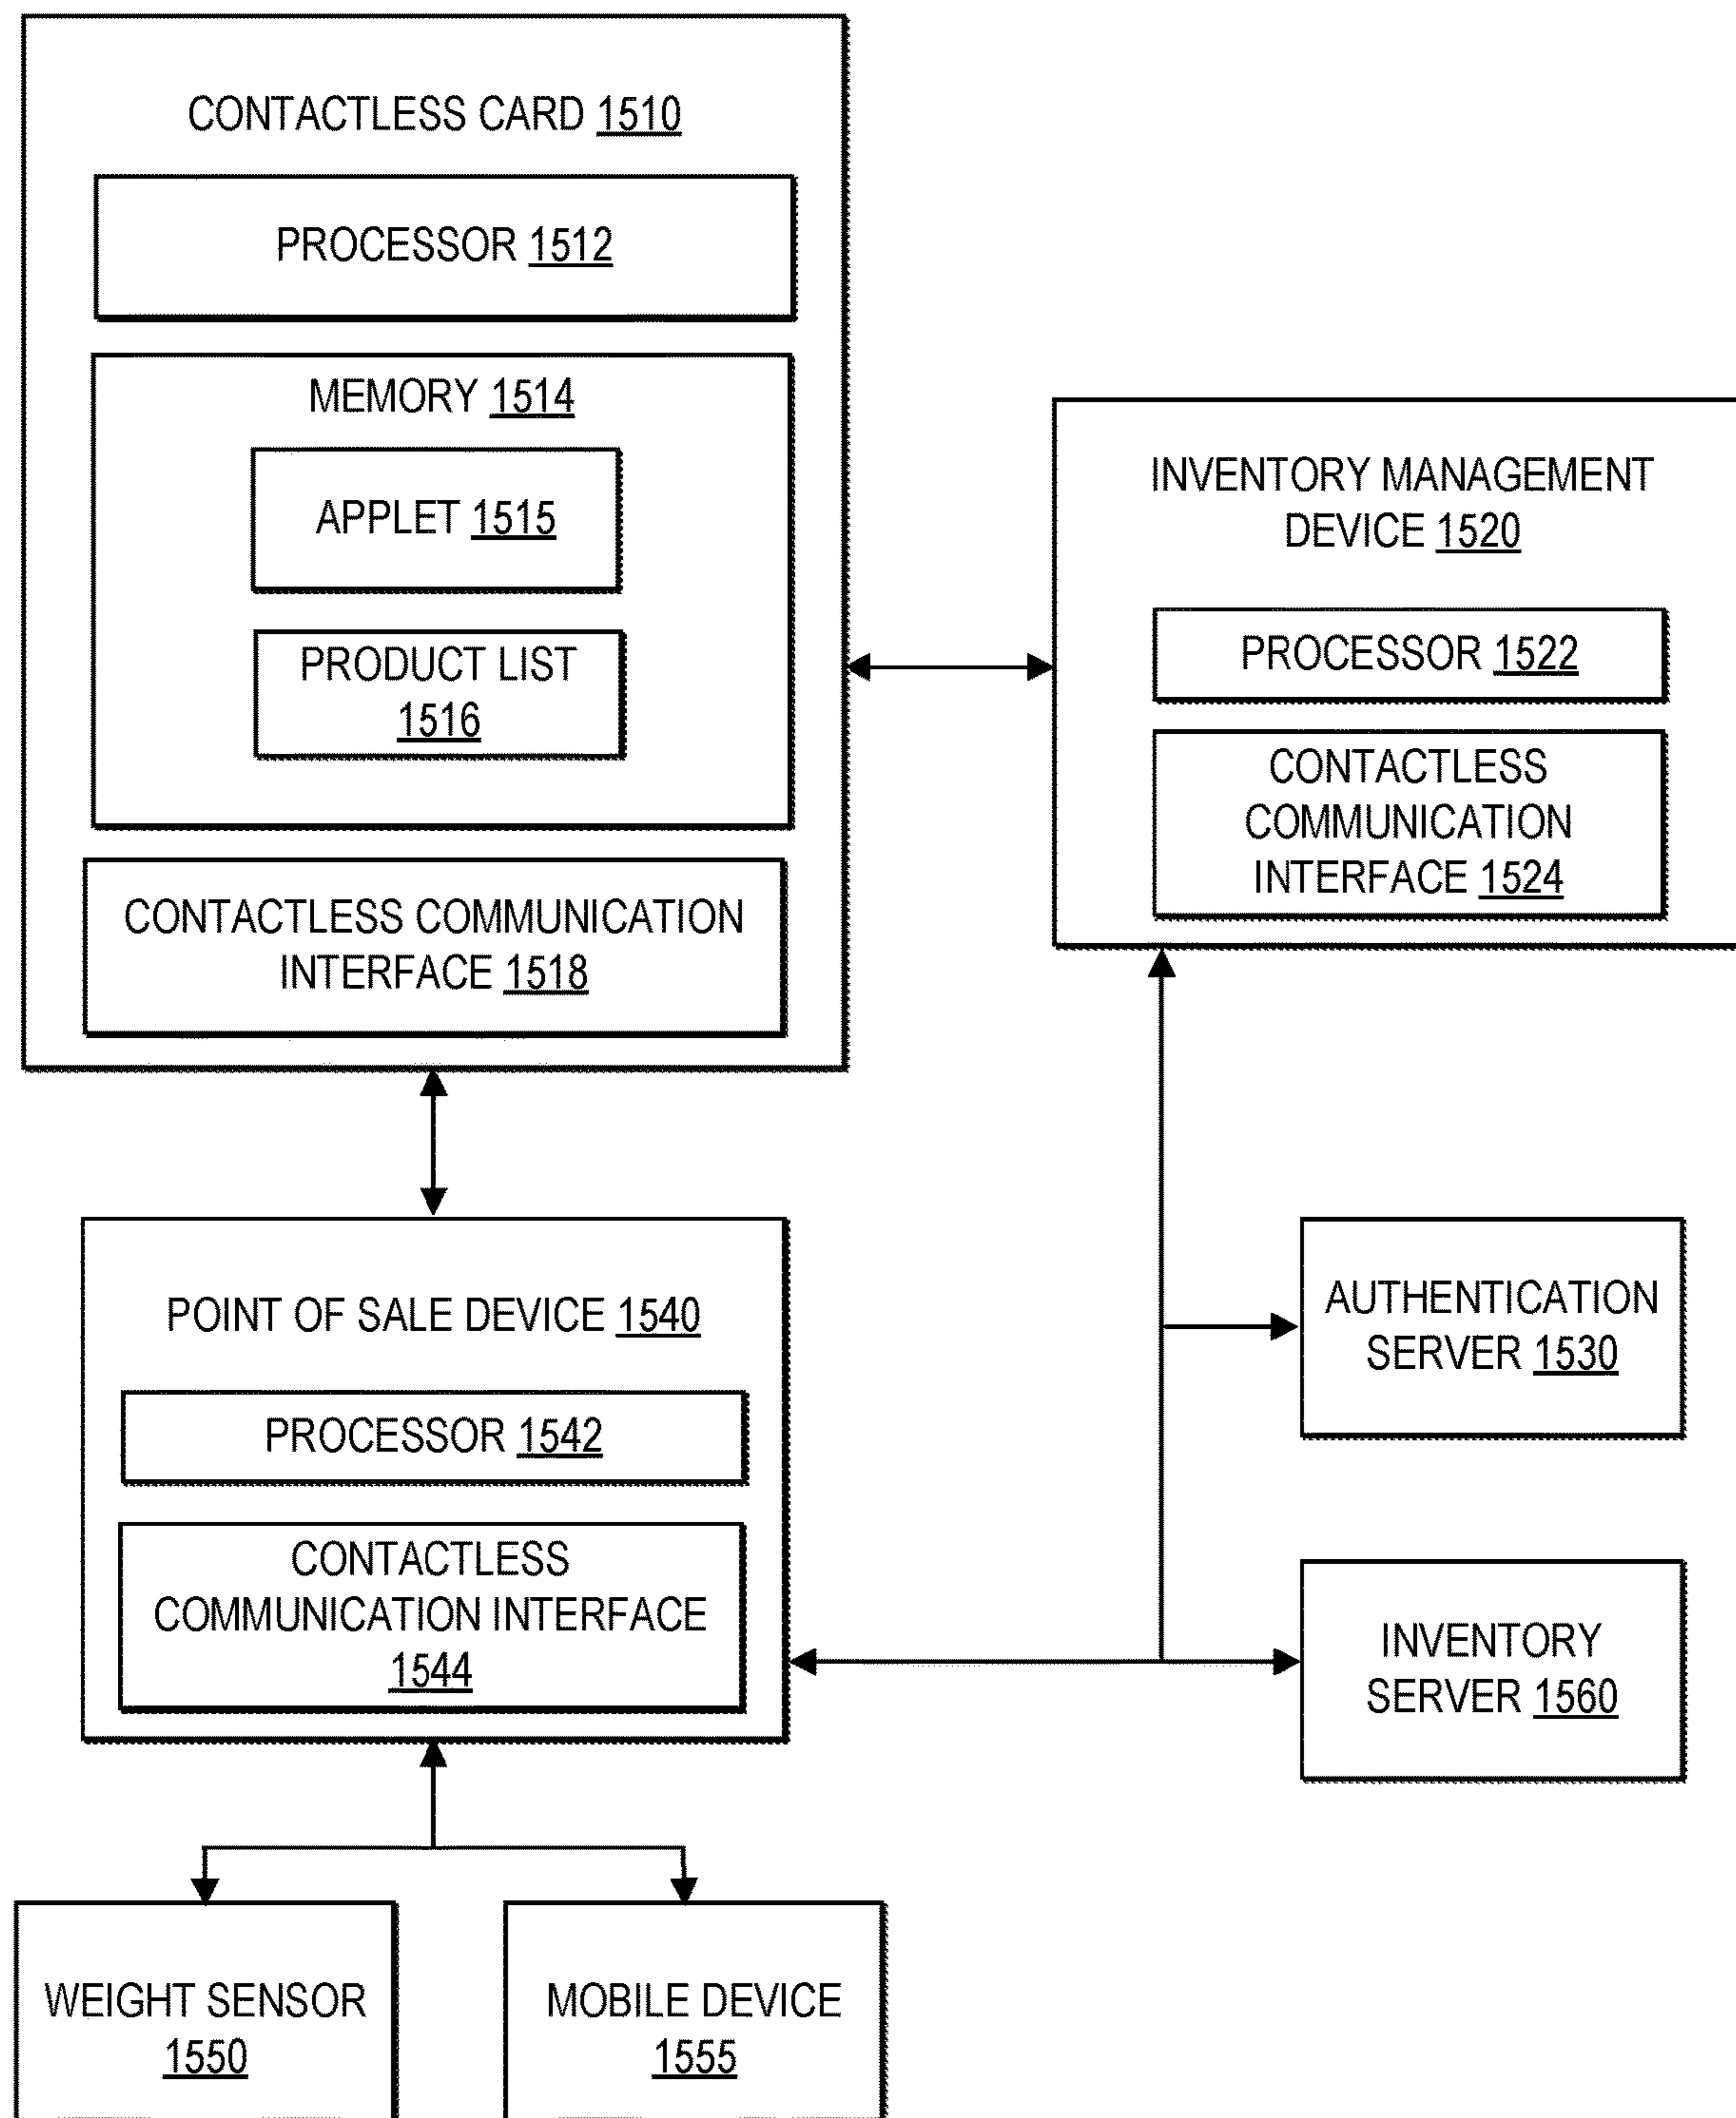 CONTACTLESS CARD 1510
PROCESSOR 1512
MEMORY 1514
APPLET 1515
PRODUCT LIST
1516
CONTACTLESS COMMUNICATION
INTERFACE 1518
INVENTORY MANAGEMENT
DEVICE 1520
PROCESSOR 1522
CONTACTLESS
COMMUNICATION
INTERFACE 1524
POINT OF SALE DEVICE 1540
PROCESSOR 1542
CONTACTLESS
COMMUNICATION INTERFACE
1544
AUTHENTICATION
SERVER 1530
INVENTORY
SERVER 1560
WEIGHT SENSOR
1550
MOBILE DEVICE
1555